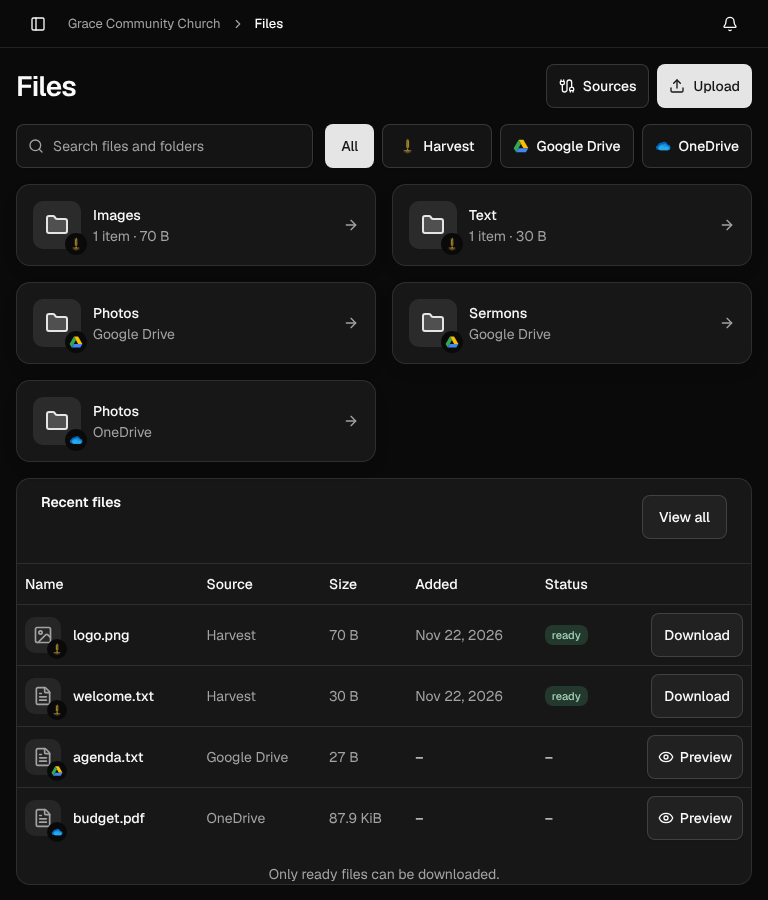 Grace Community Church > Files
Files
Sources
Upload
Search files and folders
All
Harvest
Google Drive
OneDrive
Images
1 item · 70 B
Text
1 item · 30 B
Photos
Google Drive
Sermons
Google Drive
Photos
OneDrive
Recent files
View all
Name Source Size Added Status
logo.png Harvest 70 B Nov 22, 2026 ready Download
welcome.txt Harvest 30 B Nov 22, 2026 ready Download
agenda.txt Google Drive 27 B – – Preview
budget.pdf OneDrive 87.9 KiB – – Preview
Only ready files can be downloaded.